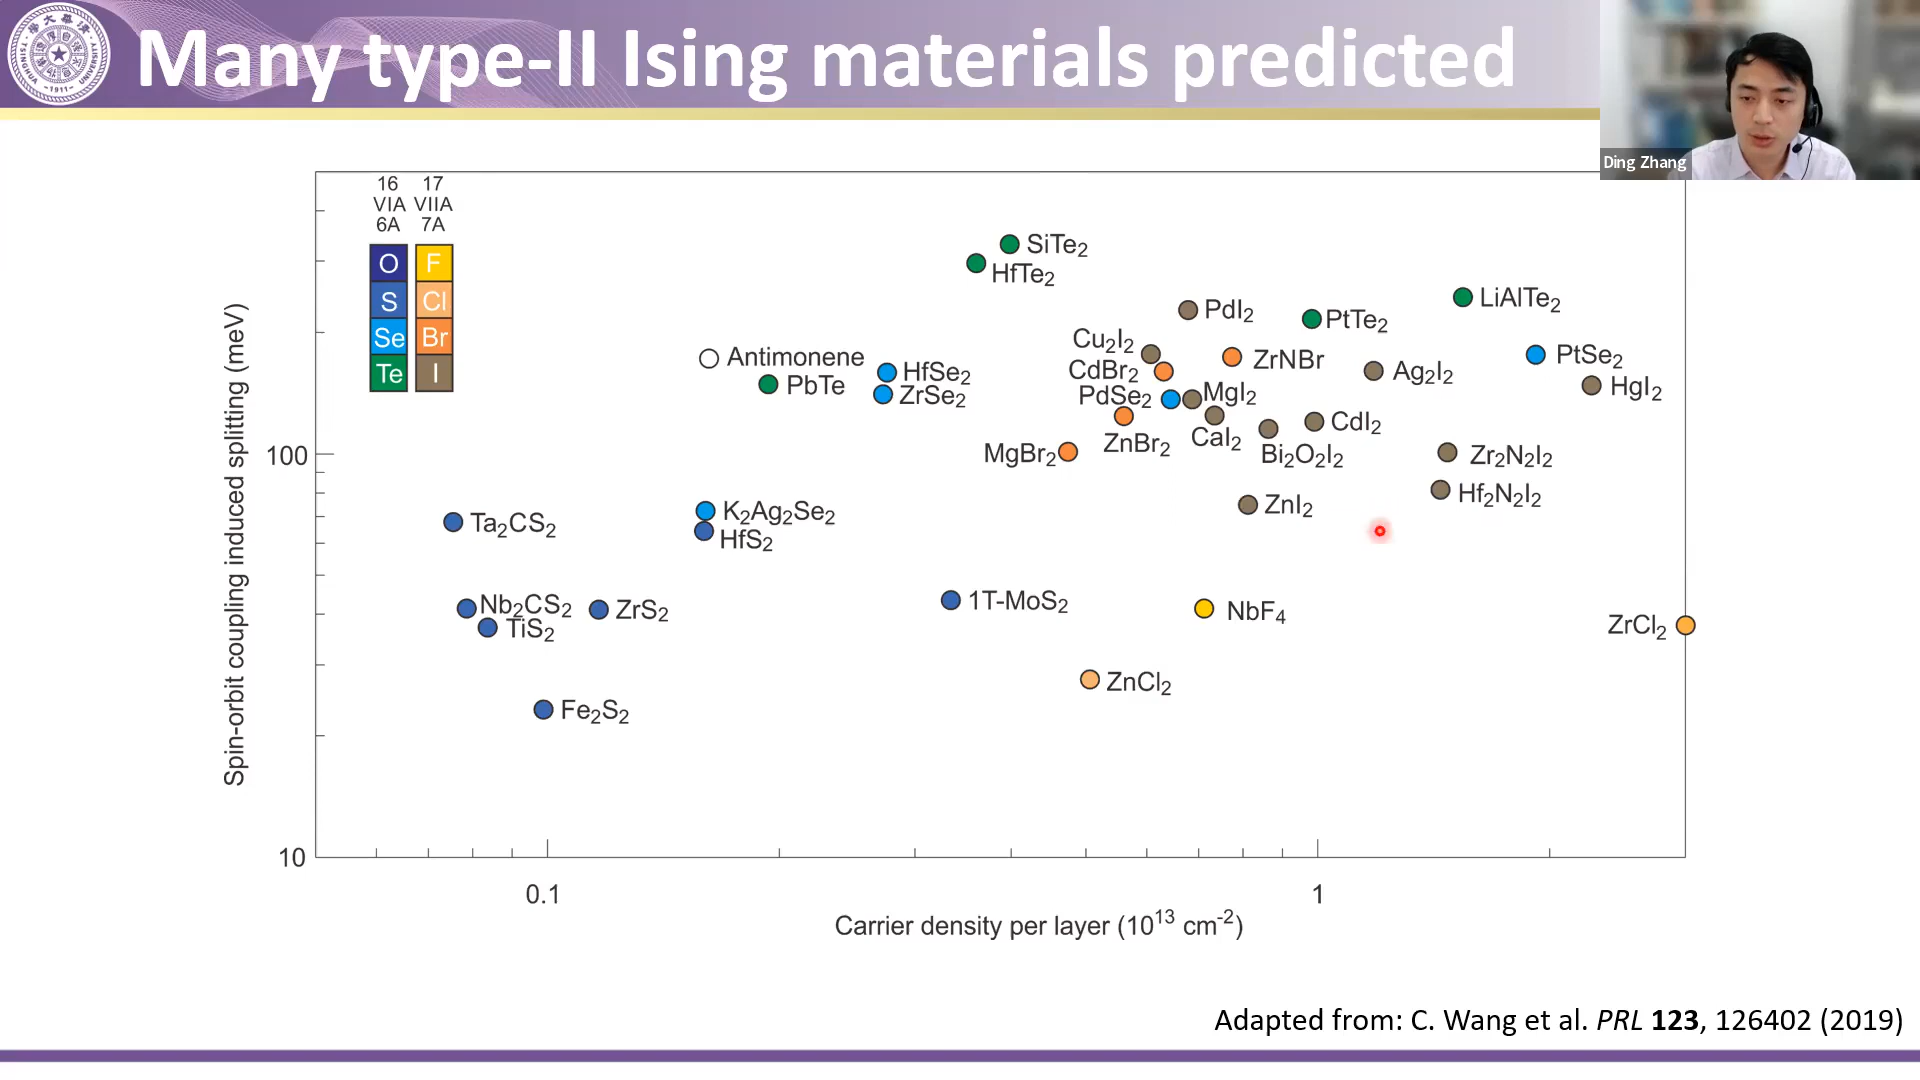 Many type-II Ising materials predicted
Ding Zhang
16 17
VIA VIIA
6A 7A
O F
S Cl
Se Br
Te I
SiTe₂
HfTe₂
LiAlTe₂
PdI₂
PtTe₂
Cu₂I₂
Antimonene
ZrNBr
PtSe₂
CdBr₂
HfSe₂
Ag₂I₂
PbTe
HgI₂
ZrSe₂
PdSe₂
MgI₂
CdI₂
ZnBr₂
CaI₂
MgBr₂
Bi₂O₂I₂
Zr₂N₂I₂
Hf₂N₂I₂
ZnI₂
K₂Ag₂Se₂
Ta₂CS₂
HfS₂
Nb₂CS₂
ZrS₂
1T-MoS₂
NbF₄
TiS₂
ZrCl₂
ZnCl₂
Fe₂S₂
Spin-orbit coupling induced spliting (meV)
100
10
0.1 1
Carrier density per layer (10¹³ cm⁻²)
Adapted from: C. Wang et al. PRL 123, 126402 (2019)